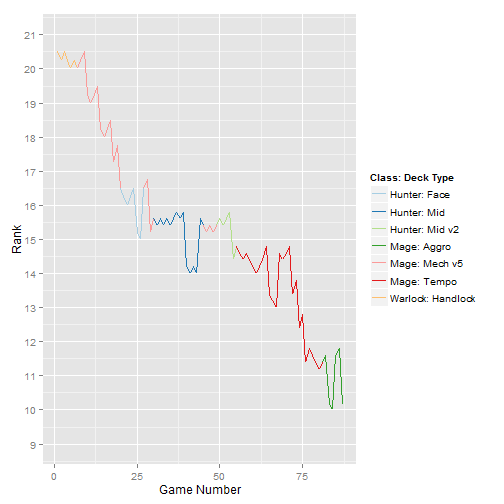 21
20
19
18
17
16
15
14
13
12
11
10
9
Rank
0
25
50
75
Game Number
Class: Deck Type
Hunter: Face
Hunter: Mid
Hunter: Mid v2
Mage: Aggro
Mage: Mech v5
Mage: Tempo
Warlock: Handlock